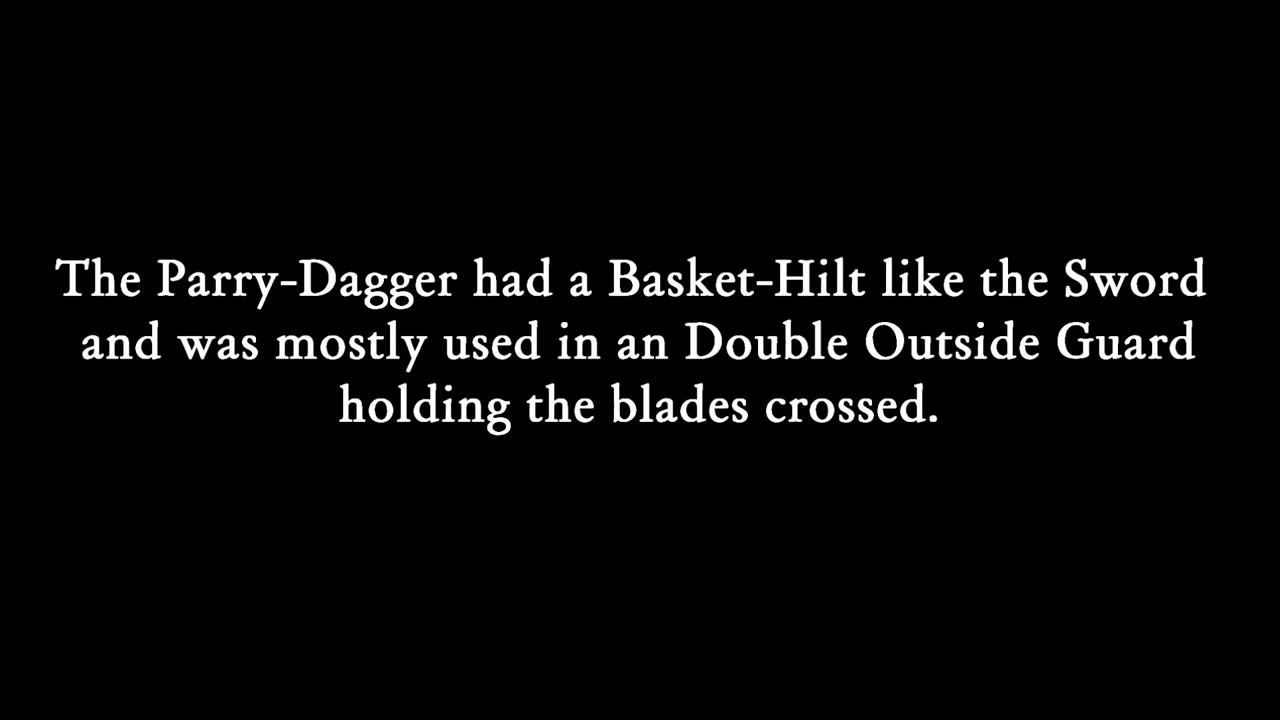 The Parry-Dagger had a Basket-Hilt like the Sword
and was mostly used in an Double Outside Guard
holding the blades crossed.